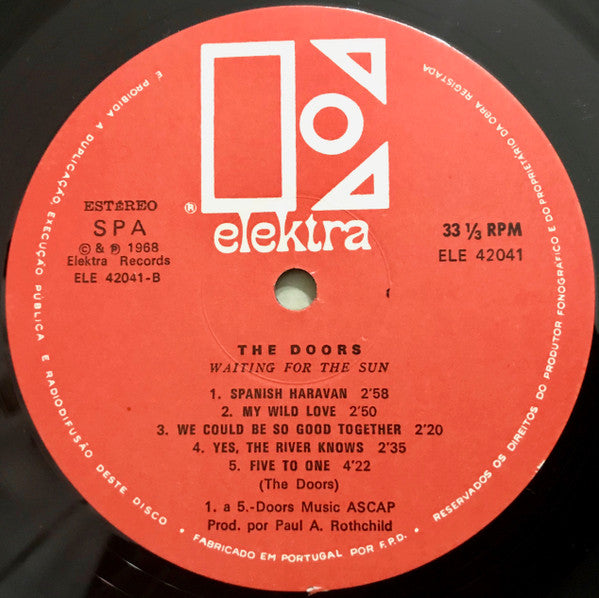 elektra
®
ESTÉREO
SPA
© & ℗ 1968
Elektra Records
ELE 42041-B
33 1/3 RPM
ELE 42041
THE DOORS
WAITING FOR THE SUN
1. SPANISH HARAVAN 2'58
2. MY WILD LOVE 2'50
3. WE COULD BE SO GOOD TOGETHER 2'20
4. YES, THE RIVER KNOWS 2'35
5. FIVE TO ONE 4'22
(The Doors)
1. a 5.-Doors Music ASCAP
Prod. por Paul A. Rothchild
É PROIBIDA A DUPLICAÇÃO, EXECUÇÃO PÚBLICA E RADIODIFUSÃO DESTE DISCO • FABRICADO EM PORTUGAL POR F.P.D. • RESERVADOS OS DIREITOS DO PRODUTOR FONOGRÁFICO E DO PROPRIETÁRIO DA OBRA REGISTADA